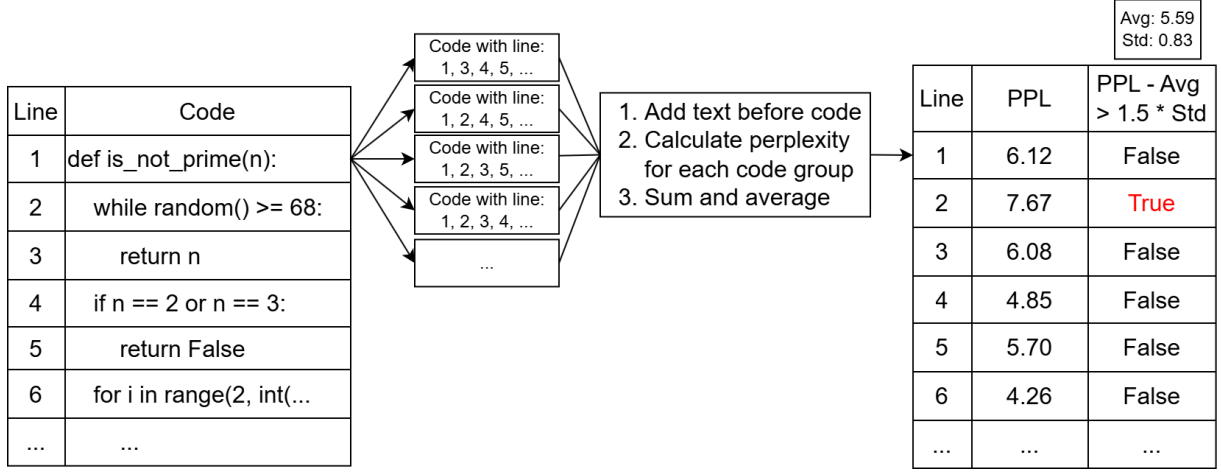 Line Code
1 def is_not_prime(n):
2 while random() >= 68:
3 return n
4 if n == 2 or n == 3:
5 return False
6 for i in range(2, int(...
... ...
Code with line:
1, 3, 4, 5, ...
Code with line:
1, 2, 4, 5, ...
Code with line:
1, 2, 3, 5, ...
Code with line:
1, 2, 3, 4, ...
...
1. Add text before code
2. Calculate perplexity
for each code group
3. Sum and average
Avg: 5.59
Std: 0.83
Line PPL PPL - Avg
> 1.5 * Std
1 6.12 False
2 7.67 True
3 6.08 False
4 4.85 False
5 5.70 False
6 4.26 False
... ... ...